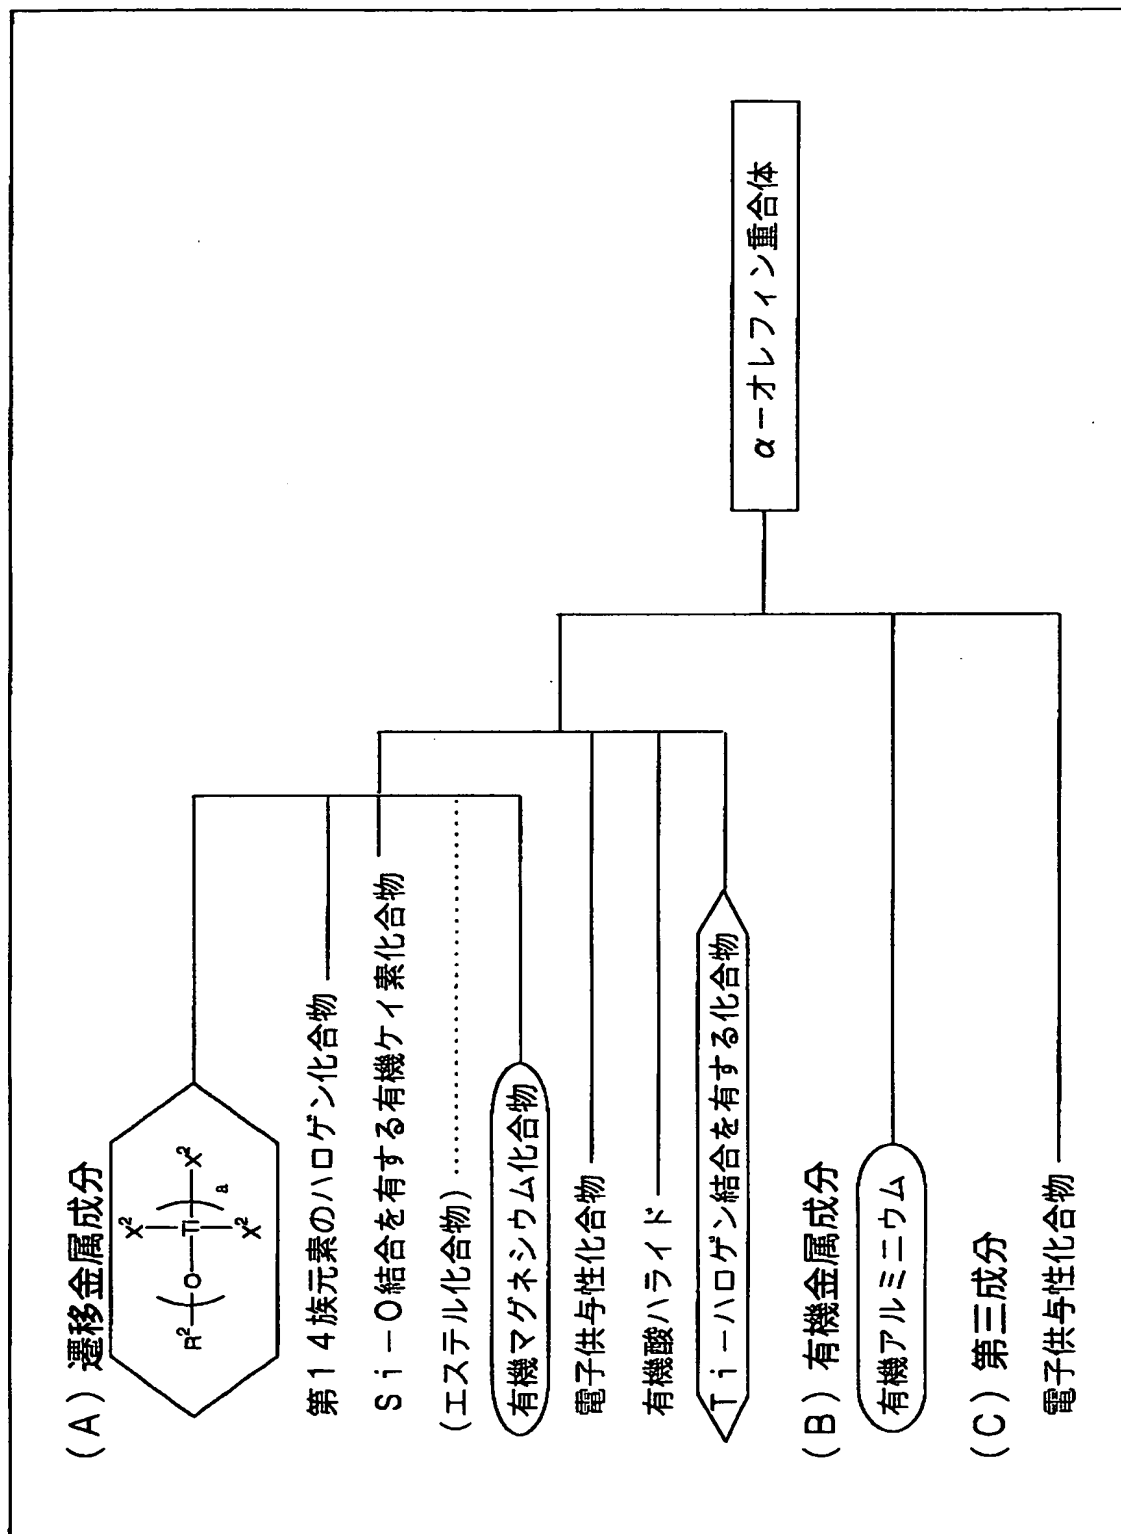 (A) 遷移金属成分
X²
R²—(O—Ti)a—X²
X²
第14族元素のハロゲン化合物
Si－O結合を有する有機ケイ素化合物
(エステル化合物)
有機マグネシウム化合物
電子供与性化合物
有機酸ハライド
Ti－ハロゲン結合を有する化合物
(B) 有機金属成分
有機アルミニウム
(C) 第三成分
電子供与性化合物
α－オレフィン重合体